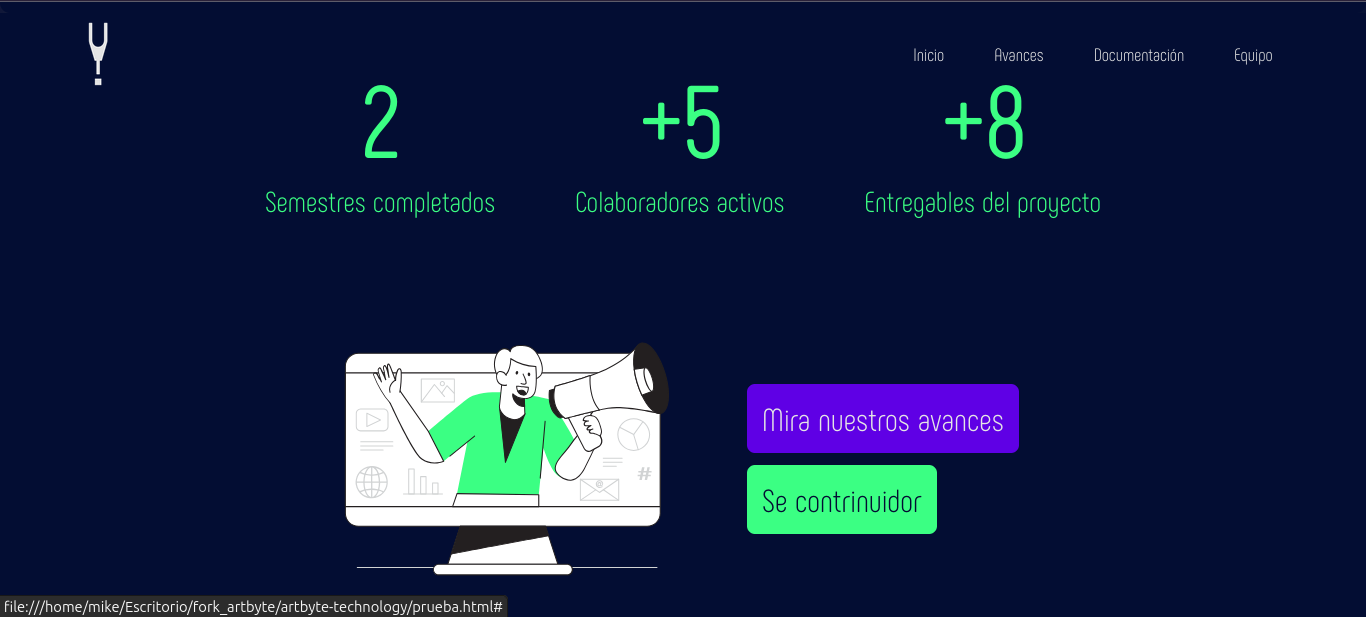 Inicio Avances Documentación Equipo
2 +5 +8
Semestres completados Colaboradores activos Entregables del proyecto
#
Mira nuestros avances
Se contrinuidor
file:///home/mike/Escritorio/fork_artbyte/artbyte-technology/prueba.html#